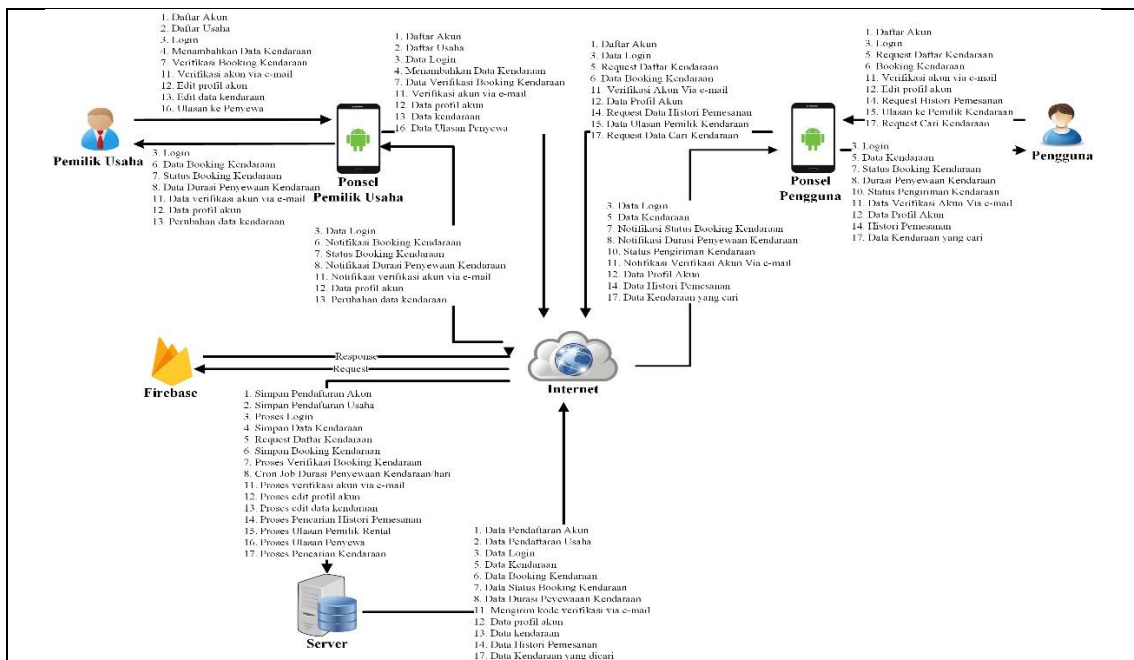 1. Daftar Akun
2. Daftar Usaha
3. Login
4. Menambahkan Data Kendaraan
7. Verifikasi Booking Kendaraan
11. Verifikasi akun via e-mail
12. Edit profil akun
13. Edit data kendaraan
16. Ulasan ke Penyewa
Pemilik Usaha
3. Login
6. Data Booking Kendaraan
7. Status Booking Kendaraan
8. Data Durasi Penyewaan Kendaraan
11. Data verifikasi akun via e-mail
12. Data profil akun
13. Perubahan data kendaraan
Ponsel
Pemilik Usaha
1. Daftar Akun
2. Daftar Usaha
3. Data Login
4. Menambahkan Data Kendaraan
7. Data Verifikasi Booking Kendaraan
11. Verifikasi akun via e-mail
12. Data profil akun
13. Data kendaraan
16. Data Ulasan Penyewa
1. Daftar Akun
3. Data Login
5. Request Daftar Kendaraan
6. Data Booking Kendaraan
11. Verifikasi Akun Via e-mail
12. Data Profil Akun
14. Request Data Histori Pemesanan
15. Data Ulasan Pemilik Kendaraan
17. Request Data Cari Kendaraan
Ponsel
Pengguna
1. Daftar Akun
3. Login
5. Request Daftar Kendaraan
6. Booking Kendaraan
11. Verifikasi akun via e-mail
12. Edit profil akun
14. Request Histori Pemesanan
15. Ulasan ke Pemilik Kendaraan
17. Request Cari Kendaraan
Pengguna
3. Login
5. Data Kendaraan
7. Status Booking Kendaraan
8. Durasi Penyewaan Kendaraan
10. Status Pengiriman Kendaraan
11. Data Verifikasi Akun Via e-mail
12. Data Profil Akun
14. Histori Pemesanan
17. Data Kendaraan yang cari
3. Data Login
6. Notifikasi Booking Kendaraan
7. Status Booking Kendaraan
8. Notifikasi Durasi Penyewaan Kendaraan
11. Notifikasi verifikasi akun via e-mail
12. Data profil akun
13. Perubahan data kendaraan
3. Data Login
5. Data Kendaraan
7. Notifikasi Status Booking Kendaraan
8. Notifikasi Durasi Penyewaan Kendaraan
10. Status Pengiriman Kendaraan
11. Notifikasi Verifikasi Akun Via e-mail
12. Data Profil Akun
14. Data Histori Pemesanan
17. Data Kendaraan yang cari
Firebase
Response
Request
Internet
1. Simpan Pendaftaran Akun
2. Simpan Pendaftaran Usaha
3. Proses Login
4. Simpan Data Kendaraan
5. Request Daftar Kendaraan
6. Simpan Booking Kendaraan
7. Proses Verifikasi Booking Kendaraan
8. Cron Job Durasi Penyewaan Kendaraan/hari
11. Proses verifikasi akun via e-mail
12. Proses edit profil akun
13. Proses edit data kendaraan
14. Proses Pencarian Histori Pemesanan
15. Proses Ulasan Pemilik Rental
16. Proses Ulasan Penyewa
17. Proses Pencarian Kendaraan
Server
1. Data Pendaftaran Akun
2. Data Pendaftaran Usaha
3. Data Login
5. Data Kendaraan
6. Data Booking Kendaraan
7. Data Status Booking Kendaraan
8. Data Durasi Peyewaaan Kendaraan
11. Mengirim kode verifikasi via e-mail
12. Data profil akun
13. Data kendaraan
14. Data Histori Pemesanan
17. Data Kendaraan yang dicari